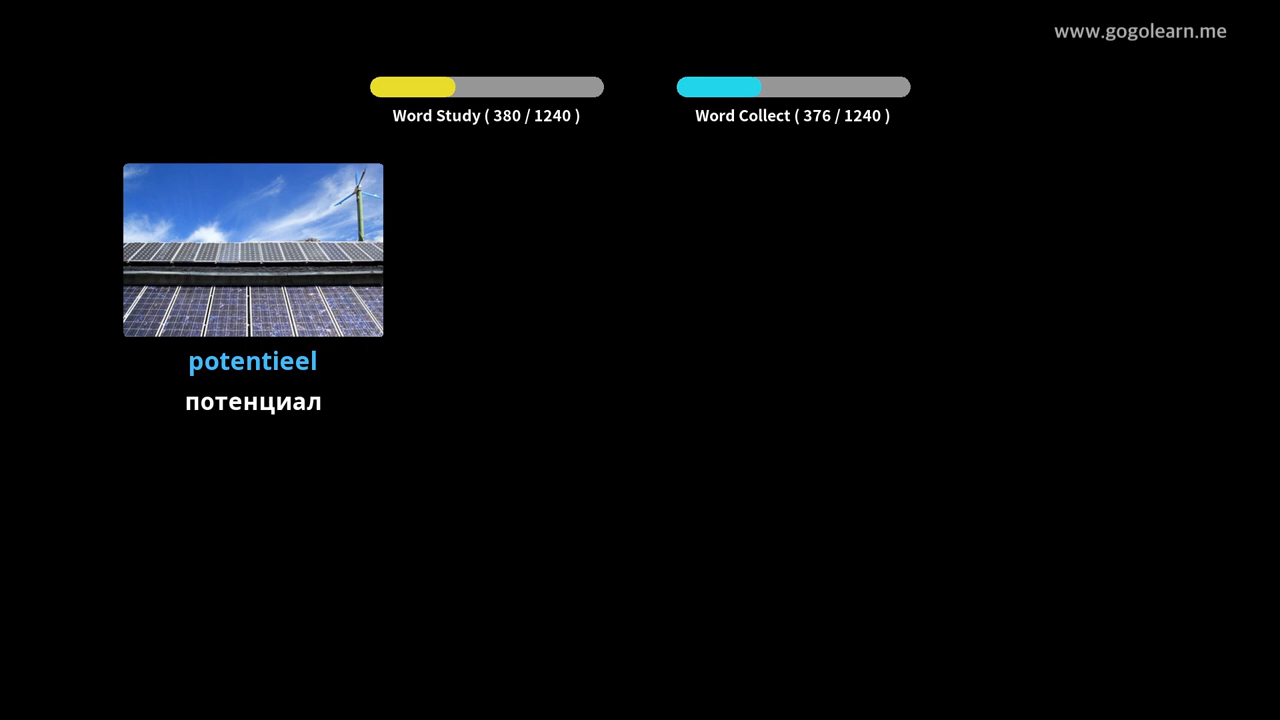 www.gogolearn.me
Word Study ( 380 / 1240 )
Word Collect ( 376 / 1240 )
potentieel
потенциал